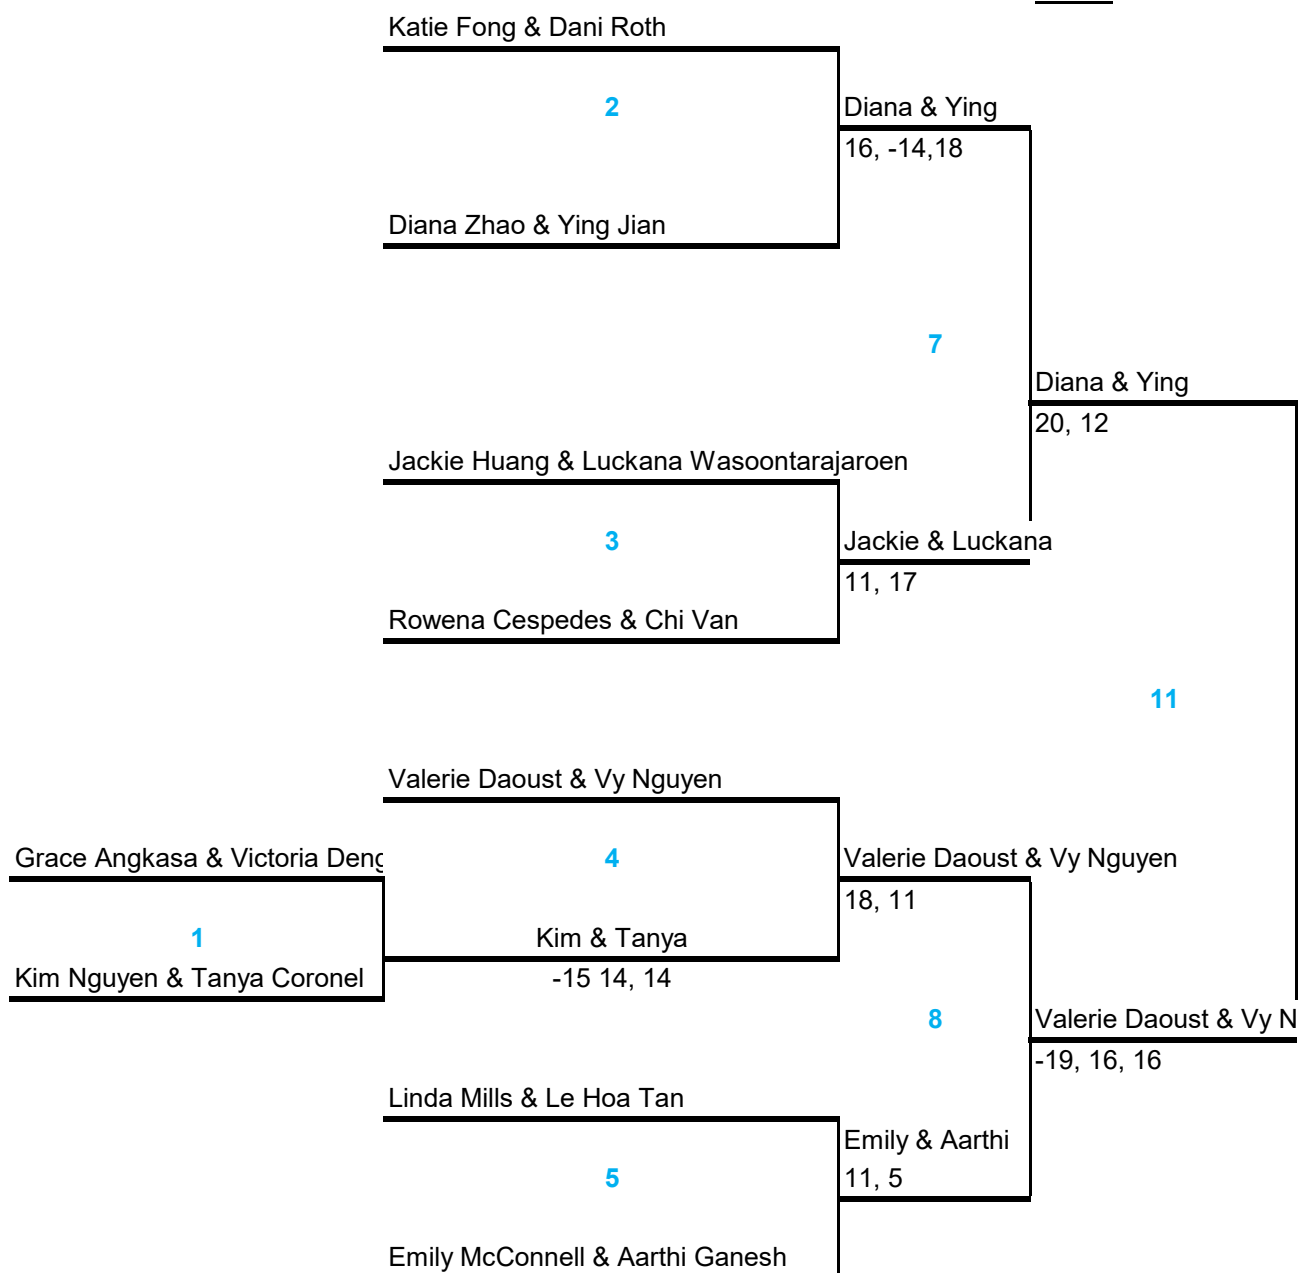 Katie Fong & Dani Roth
2
Diana & Ying
16, -14,18
Diana Zhao & Ying Jian
7
Diana & Ying
20, 12
Jackie Huang & Luckana Wasoontarajaroen
3
Jackie & Luckana
11, 17
Rowena Cespedes & Chi Van
11
Valerie Daoust & Vy Nguyen
Grace Angkasa & Victoria Deng
4
Valerie Daoust & Vy Nguyen
18, 11
1
Kim & Tanya
Kim Nguyen & Tanya Coronel
-15 14, 14
8
Valerie Daoust & Vy N
-19, 16, 16
Linda Mills & Le Hoa Tan
Emily & Aarthi
5
11, 5
Emily McConnell & Aarthi Ganesh